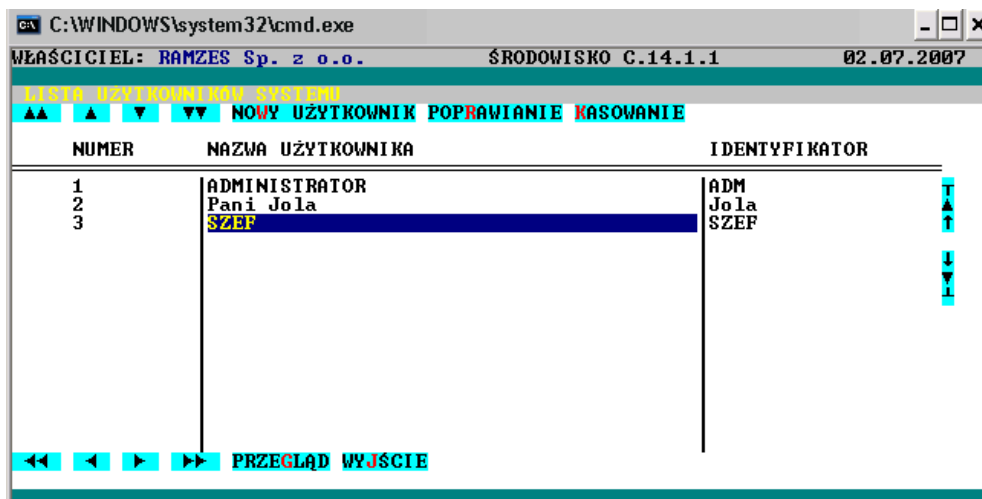 C:\WINDOWS\system32\cmd.exe
WŁAŚCICIEL: RAMZES Sp. z o.o. ŚRODOWISKO C.14.1.1 02.07.2007
LISTA UŻYTKOWNIKÓW SYSTEMU
NOWY UŻYTKOWNIK POPRAWIANIE KASOWANIE
NUMER NAZWA UŻYTKOWNIKA IDENTYFIKATOR
1 ADMINISTRATOR ADM
2 Pani Jola Jola
3 SZEF SZEF
PRZEGLĄD WYJŚCIE